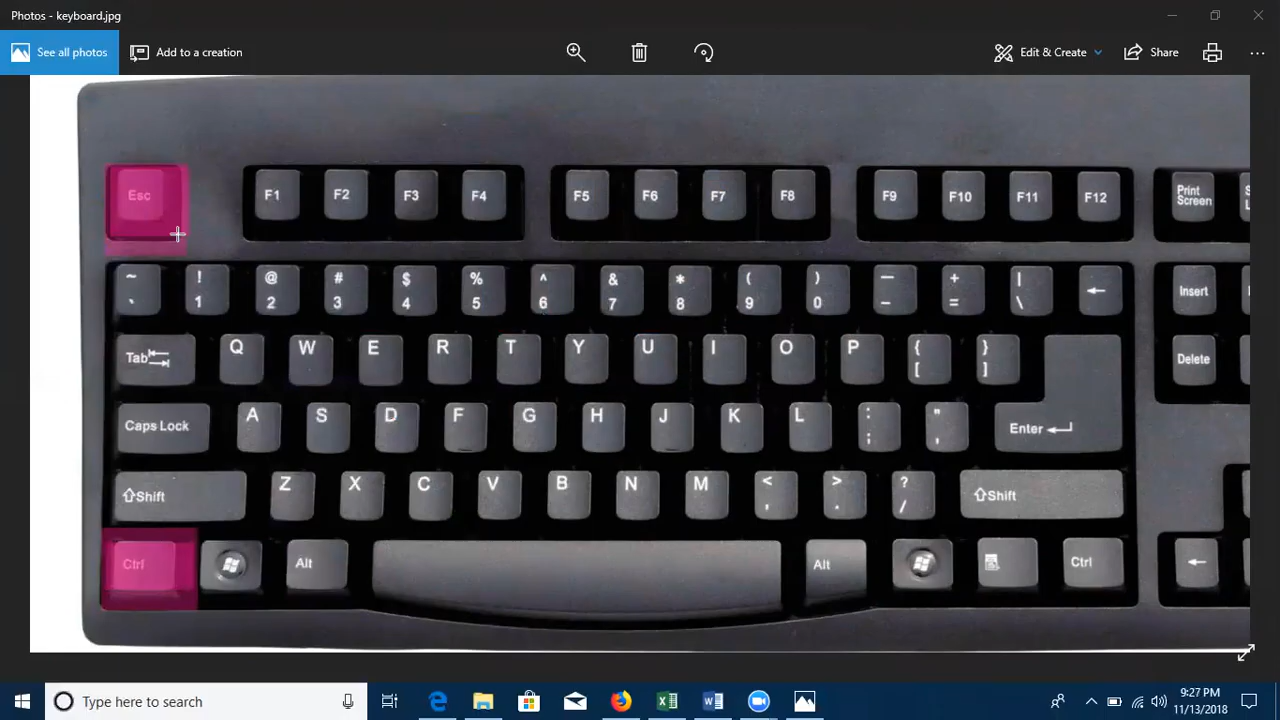 Photos - keyboard.jpg
See all photos
Add to a creation
Edit & Create
Share
Esc
F1 F2 F3 F4 F5 F6 F7 F8 F9 F10 F11 F12
Print
Screen
~ ! @ # $ % ^ & * ( ) — + |
` 1 2 3 4 5 6 7 8 9 0 – = \ ←
Insert
Tab Q W E R T Y U I O P { }
[ ]
Delete
Caps Lock A S D F G H J K L : "
; ,
Enter
⇧Shift Z X C V B N M < > ?
, . /
⇧Shift
Ctrl Alt Alt Ctrl ←
Type here to search
9:27 PM
11/13/2018